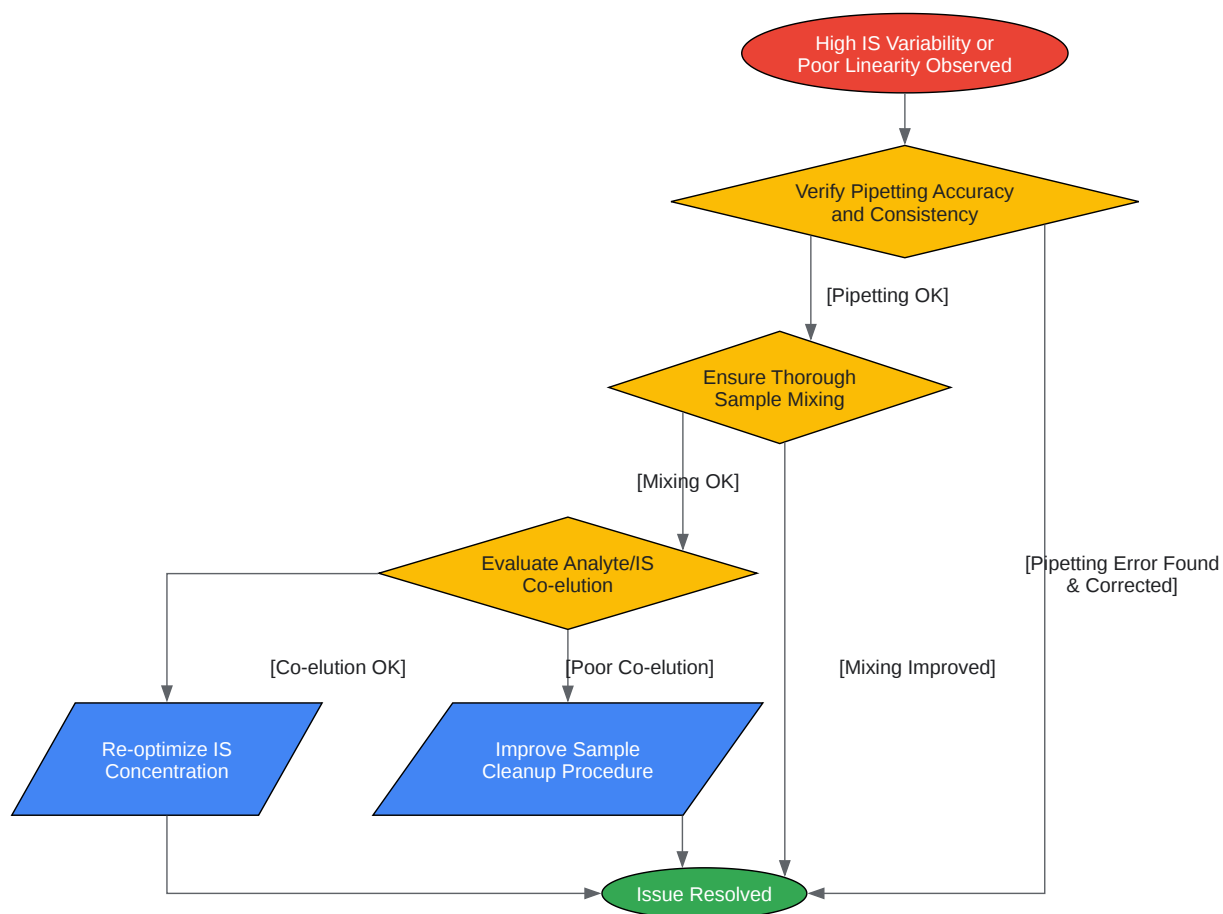 High IS Variability or
Poor Linearity Observed
Verify Pipetting Accuracy
and Consistency
[Pipetting OK]
Ensure Thorough
Sample Mixing
[Mixing OK]
Evaluate Analyte/IS
Co-elution
[Pipetting Error Found
& Corrected]
[Co-elution OK]
[Poor Co-elution]
[Mixing Improved]
Re-optimize IS
Concentration
Improve Sample
Cleanup Procedure
Issue Resolved